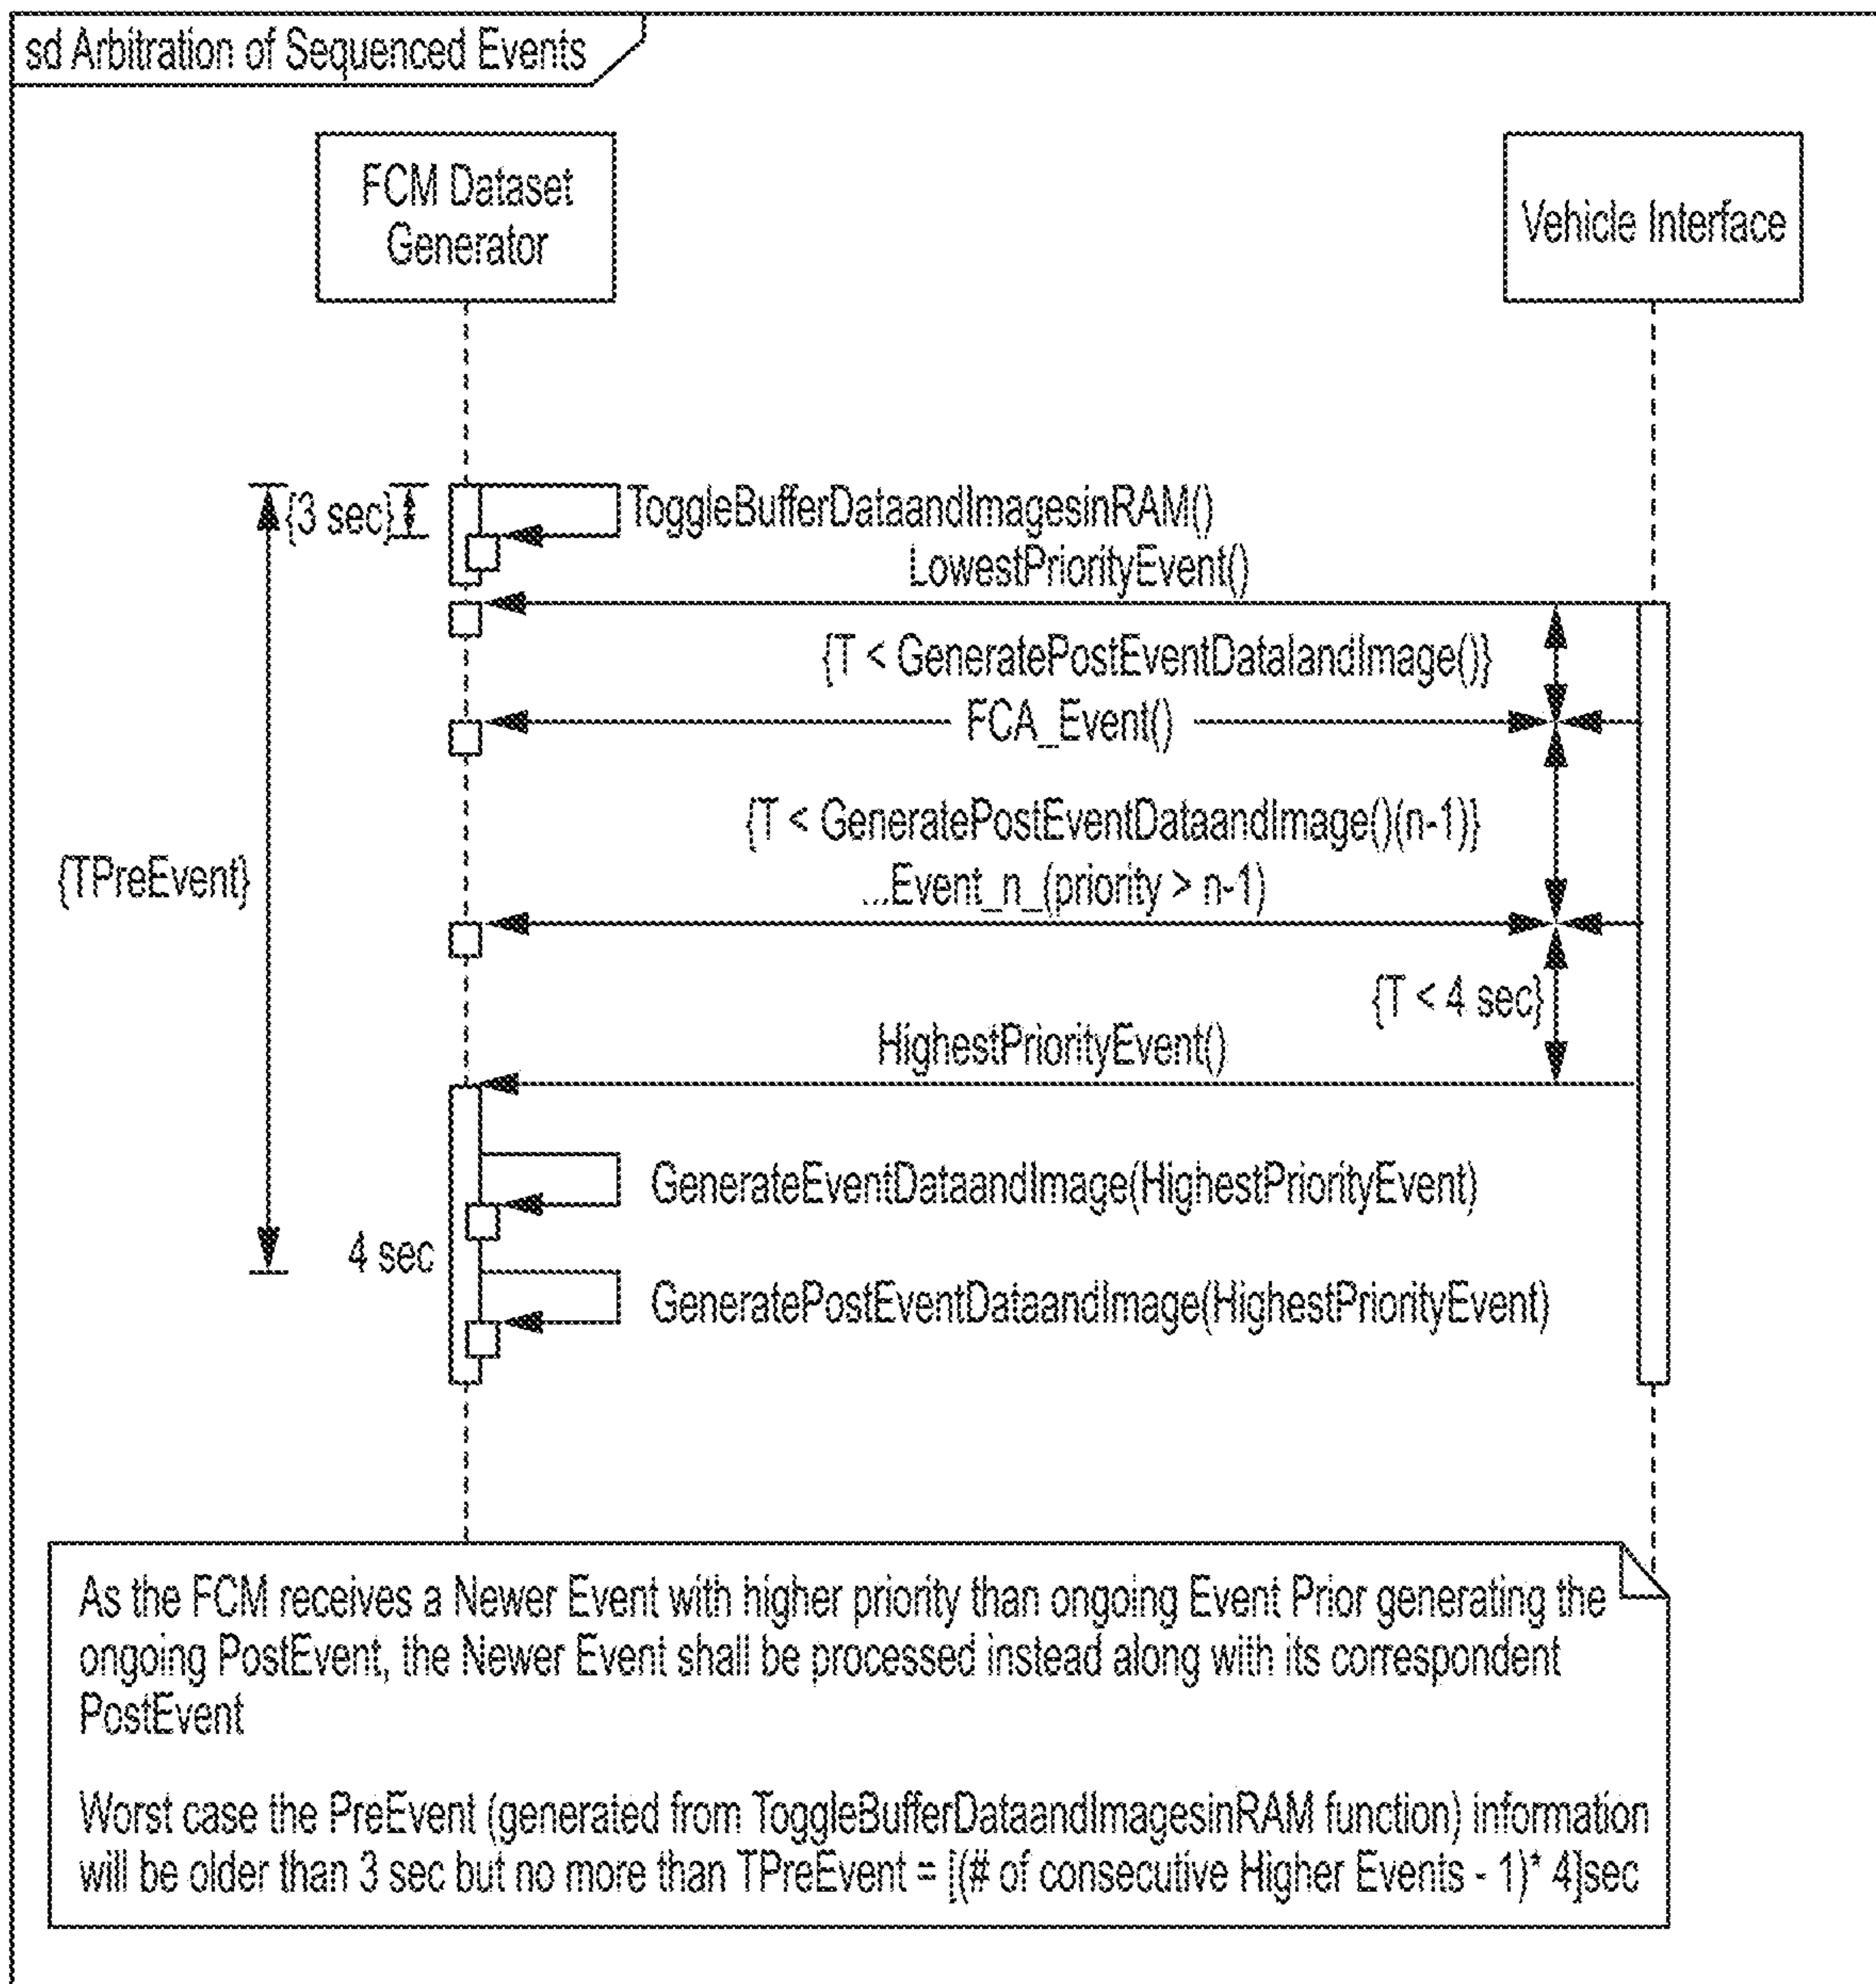 sd Arbitration of Sequenced Events
FCM Dataset
Generator
Vehicle Interface
{3 sec}
ToggleBufferDataandImagesinRAM()
LowestPriorityEvent()
{T < GeneratePostEventDataIandImage()}
FCA_Event()
{T < GeneratePostEventDataandImage()(n-1)}
{TPreEvent}
...Event_n_(priority > n-1)
{T < 4 sec}
HighestPriorityEvent()
GenerateEventDataandImage(HighestPriorityEvent)
4 sec
GeneratePostEventDataandImage(HighestPriorityEvent)
As the FCM receives a Newer Event with higher priority than ongoing Event Prior generating the
ongoing PostEvent, the Newer Event shall be processed instead along with its correspondent
PostEvent
Worst case the PreEvent (generated from ToggleBufferDataandImagesinRAM function) information
will be older than 3 sec but no more than TPreEvent = [(# of consecutive Higher Events - 1)* 4]sec